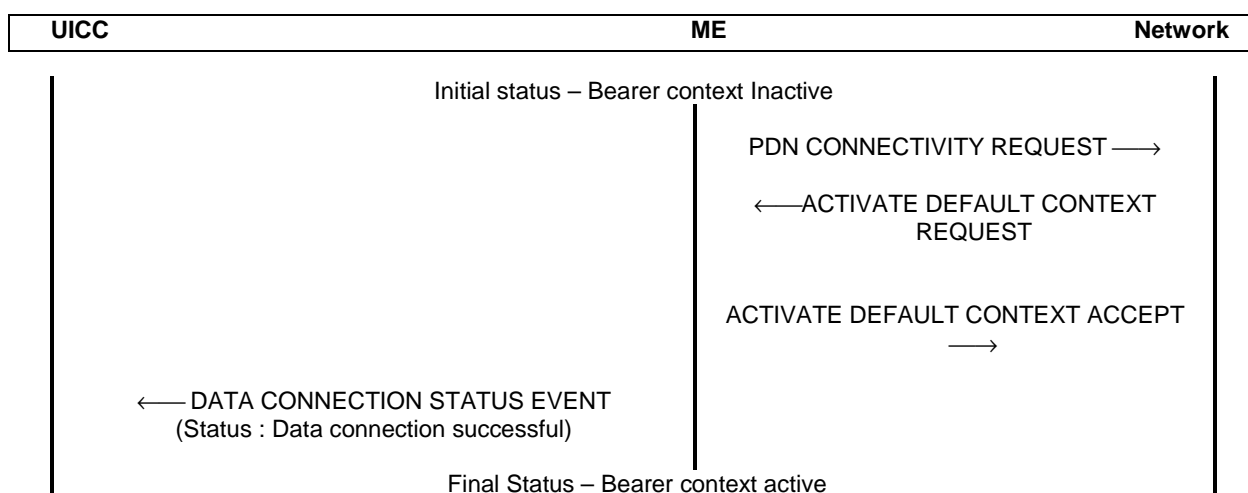 UICC ME Network
Initial status – Bearer context Inactive
PDN CONNECTIVITY REQUEST ⟶
⟵ACTIVATE DEFAULT CONTEXT
REQUEST
ACTIVATE DEFAULT CONTEXT ACCEPT
⟶
⟵ DATA CONNECTION STATUS EVENT
(Status : Data connection successful)
Final Status – Bearer context active